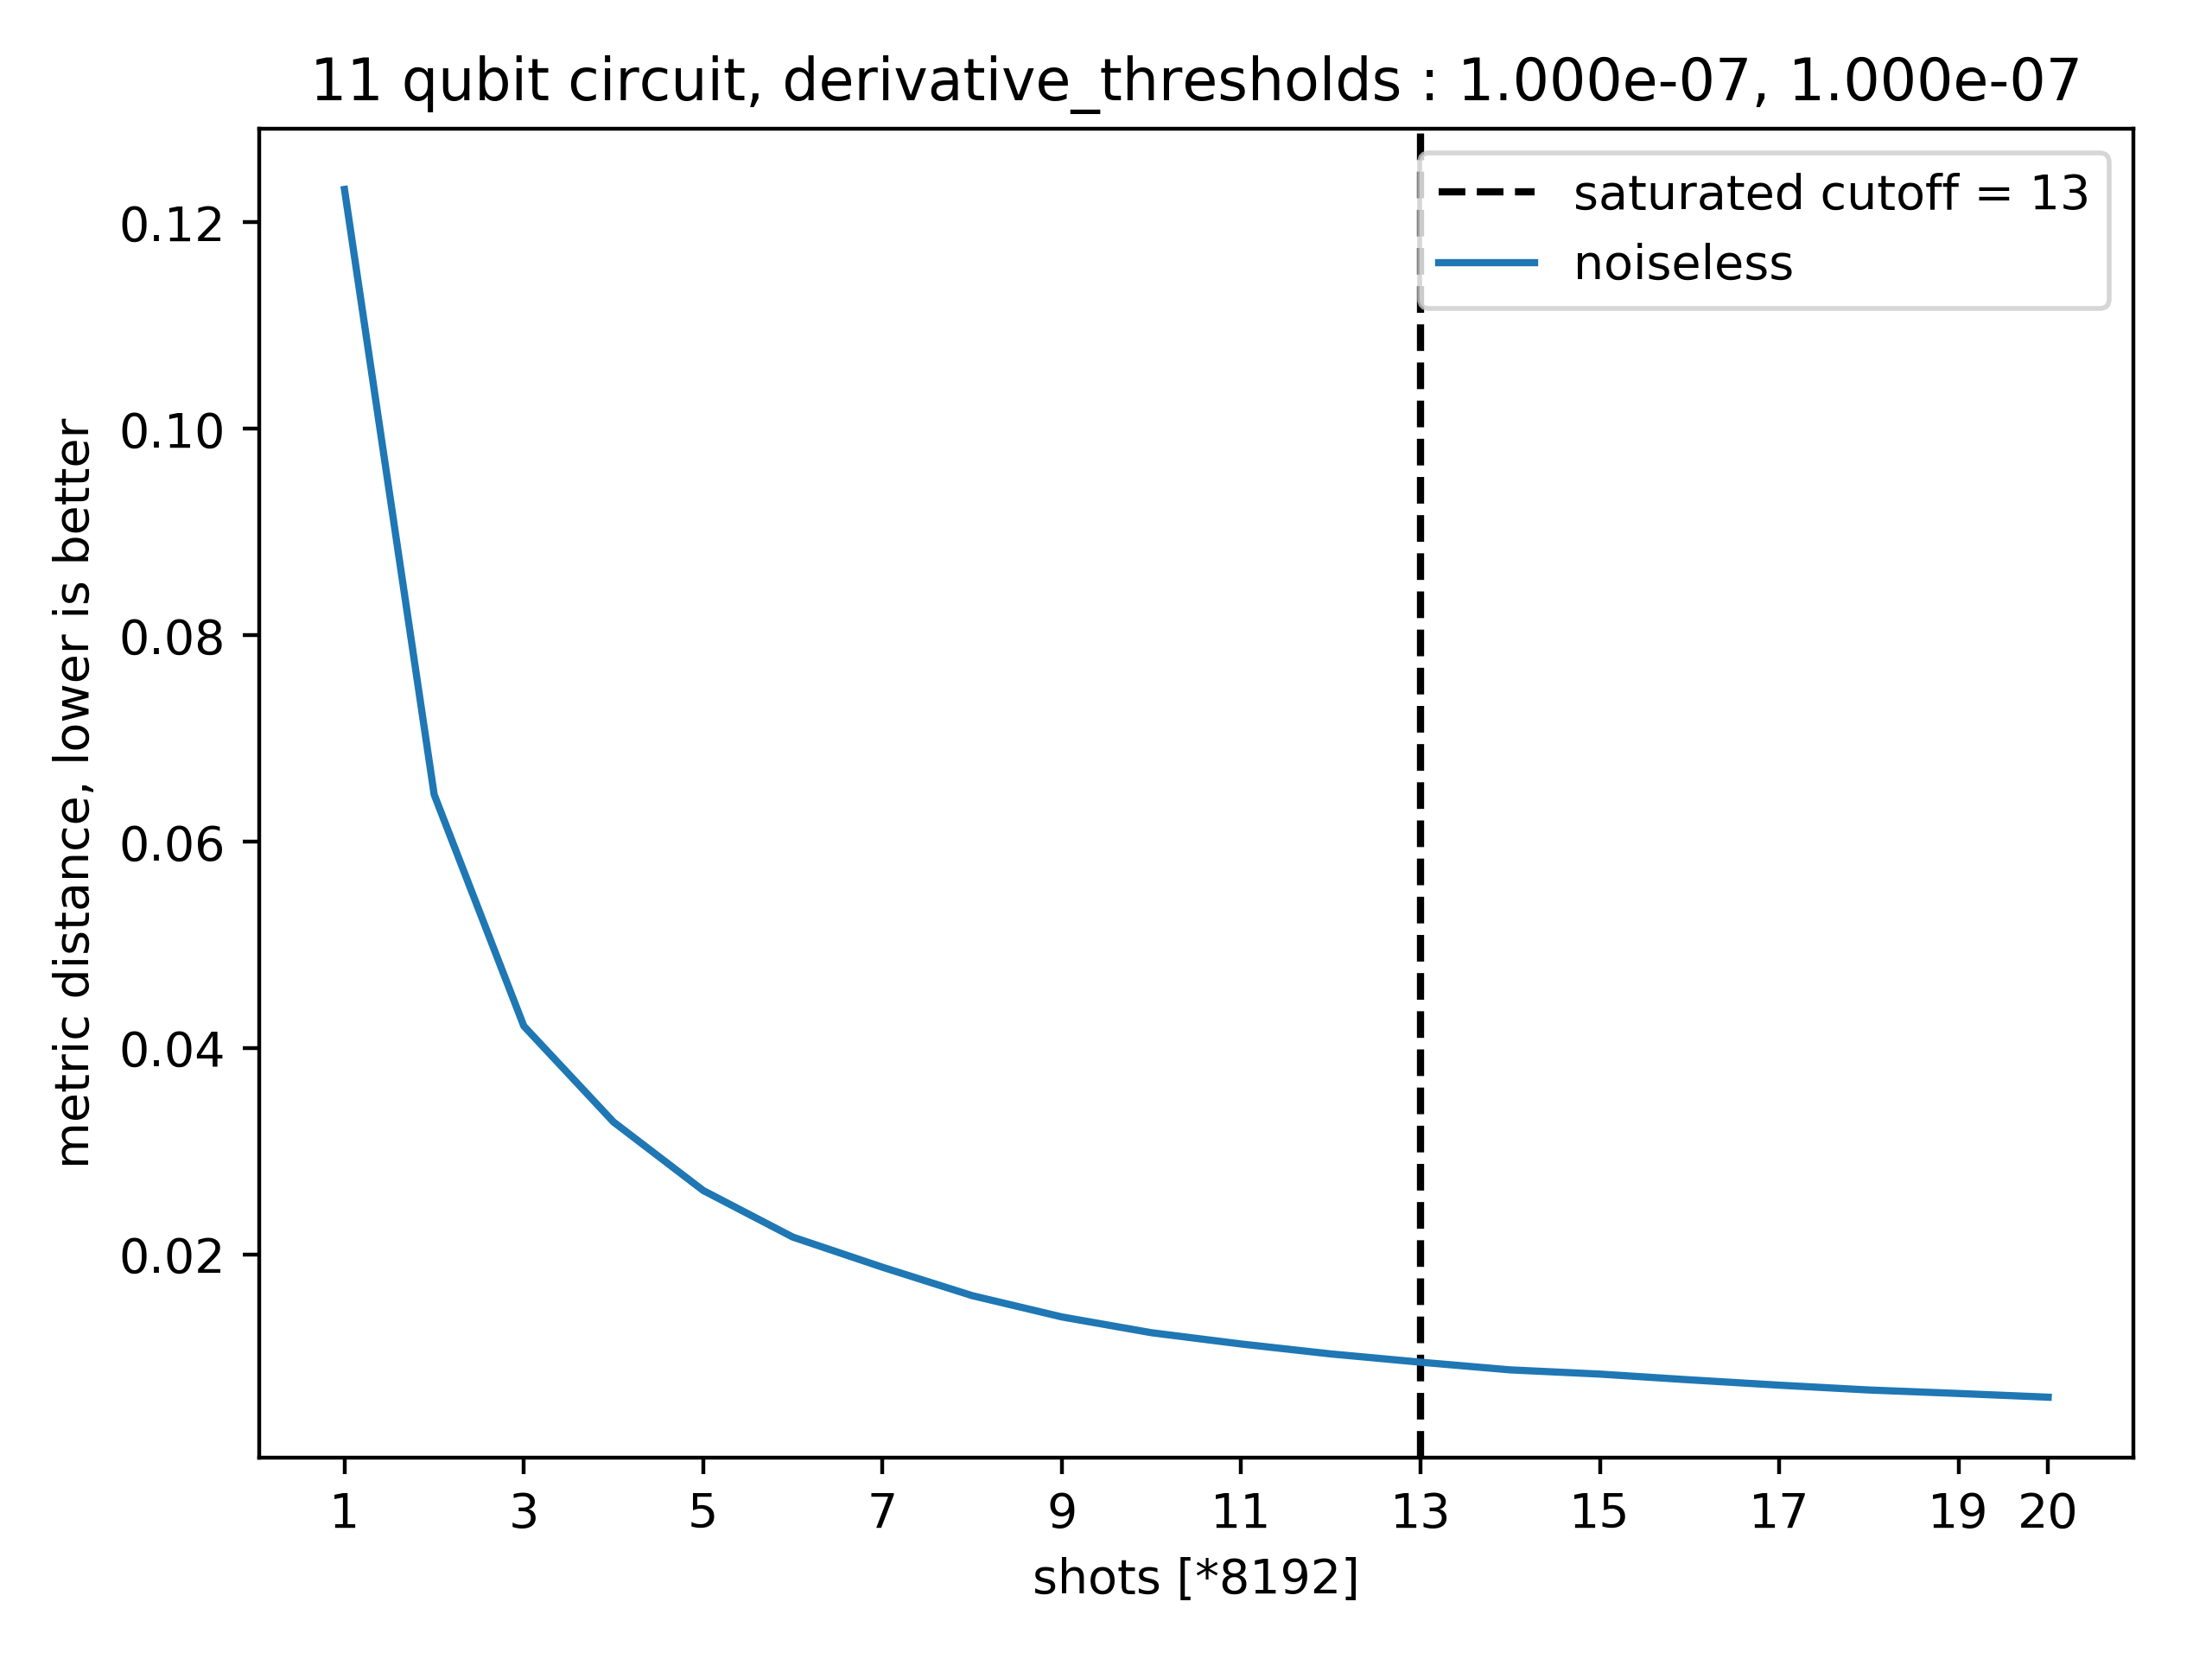 11 qubit circuit, derivative_thresholds : 1.000e-07, 1.000e-07
saturated cutoff = 13
noiseless
metric distance, lower is better
0.12
0.10
0.08
0.06
0.04
0.02
1 3 5 7 9 11 13 15 17 19 20
shots [*8192]